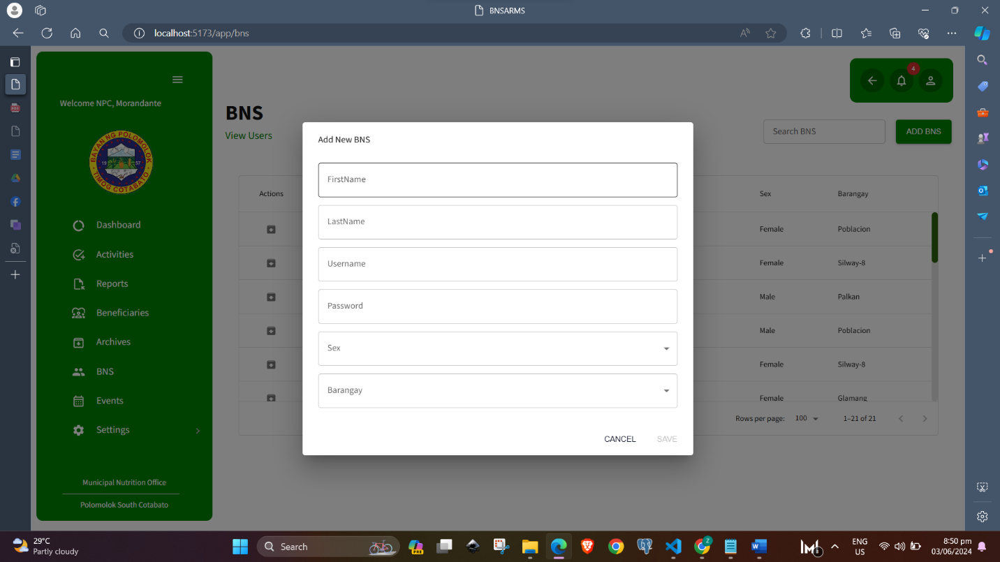 BNSARMS
localhost:5173/app/bns
4
Welcome NPC, Morandante
BAYAN NG POLOMOLOK
19 57
TIMOG COTABATO
Dashboard
Activities
Reports
Beneficiaries
Archives
BNS
Events
Settings
Municipal Nutrition Office
Polomolok South Cotabato
BNS
View Users
Search BNS
ADD BNS
Actions
Sex
Barangay
Female
Poblacion
Female
Silway-8
Male
Palkan
Male
Poblacion
Female
Silway-8
Female
Glamang
Rows per page:
100
1–21 of 21
Add New BNS
FirstName
LastName
Username
Password
Sex
Barangay
CANCEL
SAVE
29°C
Partly cloudy
Search
PRE
Z
ENG
US
8:50 pm
03/06/2024